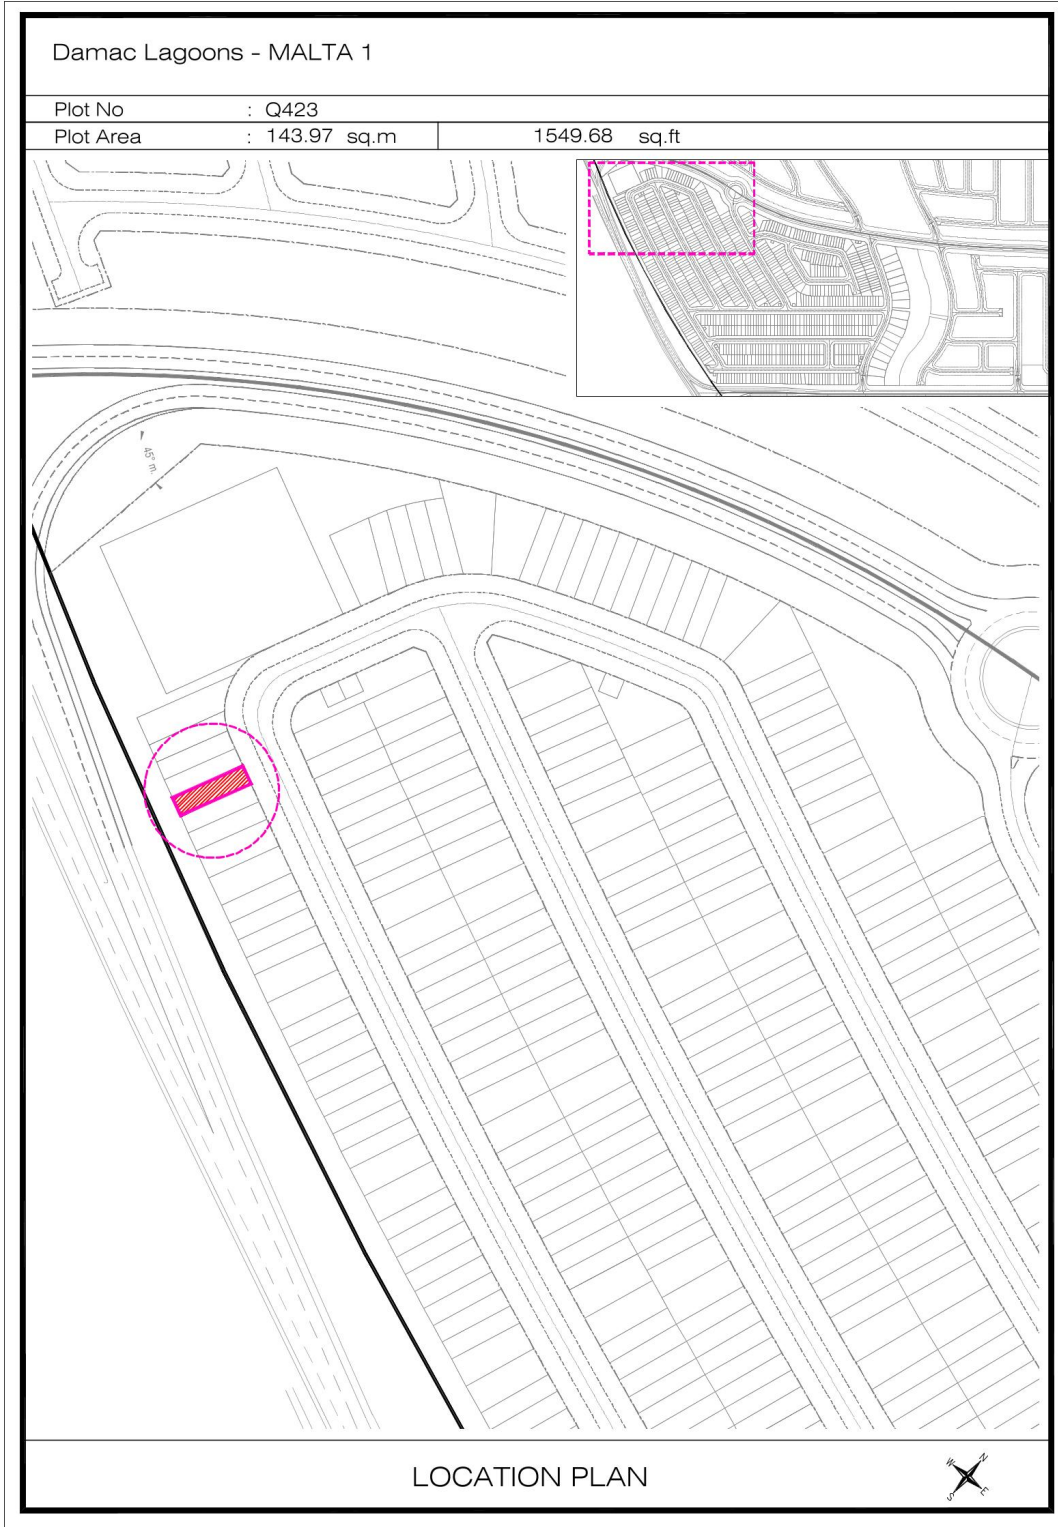 Damac Lagoons - MALTA 1
Plot No : Q423
Plot Area : 143.97 sq.m 1549.68 sq.ft
45° m.
LOCATION PLAN
N
W
E
S